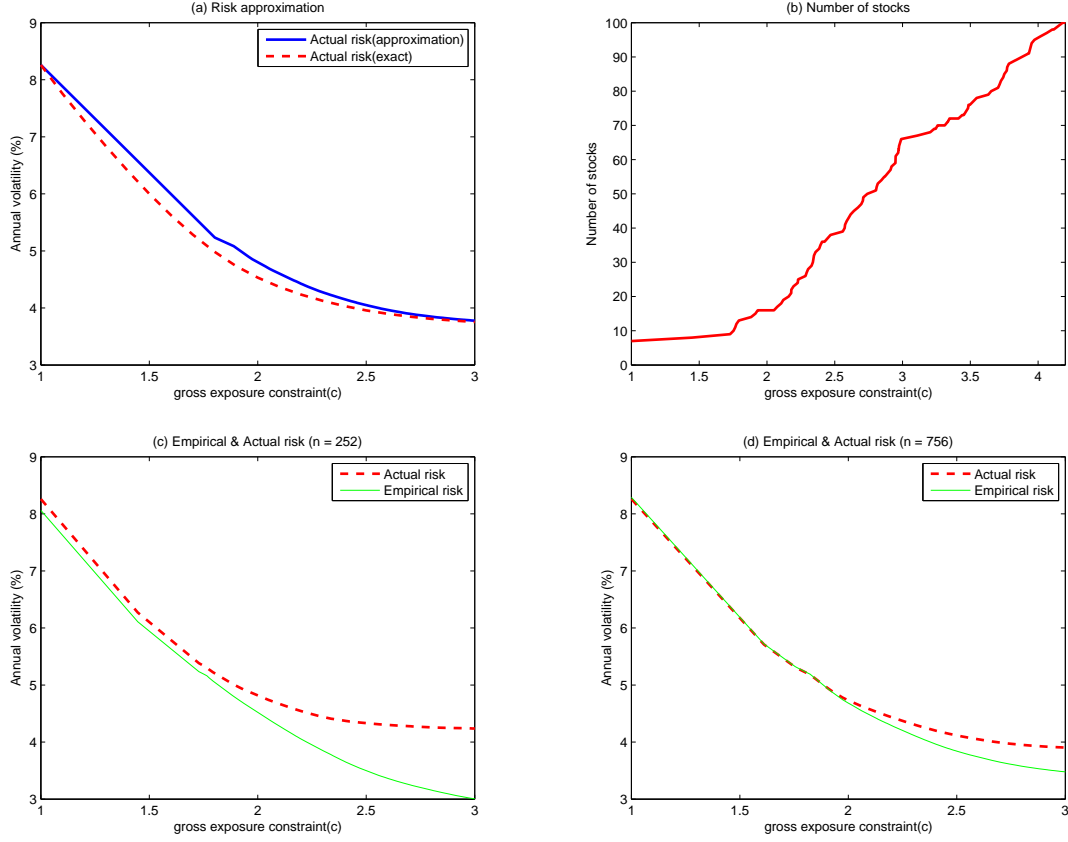 (a) Risk approximation
Annual volatility (%)
9
8
7
6
5
4
3
Actual risk(approximation)
Actual risk(exact)
1 1.5 2 2.5 3
gross exposure constraint(c)
(b) Number of stocks
Number of stocks
100
90
80
70
60
50
40
30
20
10
0
1 1.5 2 2.5 3 3.5 4
gross exposure constraint(c)
(c) Empirical & Actual risk (n = 252)
Annual volatility (%)
9
8
7
6
5
4
3
Actual risk
Empirical risk
1 1.5 2 2.5 3
gross exposure constraint(c)
(d) Empirical & Actual risk (n = 756)
Annual volatility (%)
9
8
7
6
5
4
3
Actual risk
Empirical risk
1 1.5 2 2.5 3
gross exposure constraint(c)